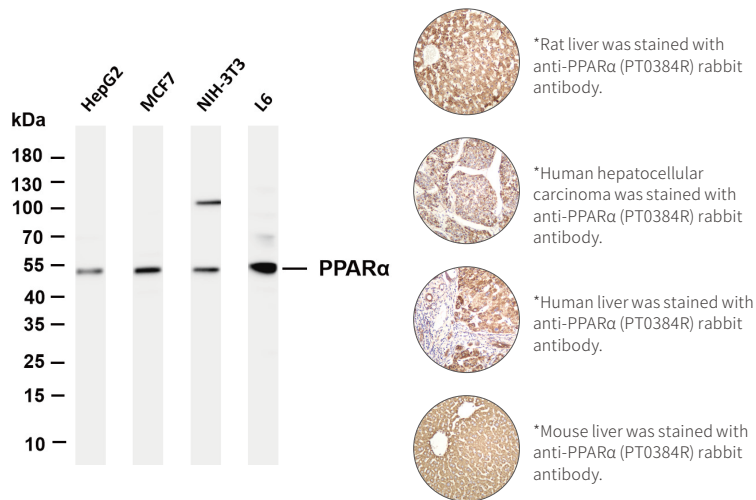 HepG2
MCF7
NIH-3T3
L6
kDa
180
130
100
70
55
40
35
25
15
10
PPARα
*Rat liver was stained with
anti-PPARα (PT0384R) rabbit
antibody.
*Human hepatocellular
carcinoma was stained with
anti-PPARα (PT0384R) rabbit
antibody.
*Human liver was stained with
anti-PPARα (PT0384R) rabbit
antibody.
*Mouse liver was stained with
anti-PPARα (PT0384R) rabbit
antibody.